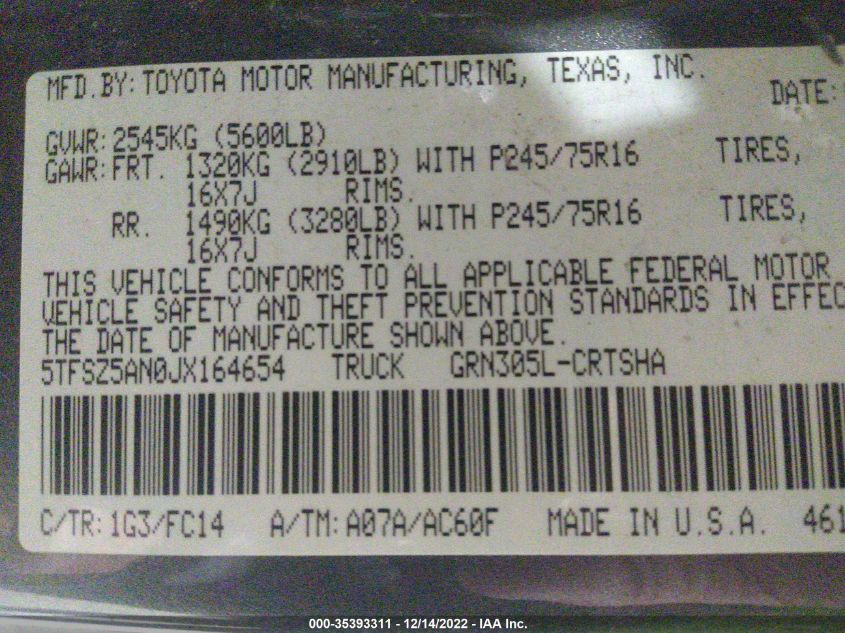 MFD.BY:TOYOTA MOTOR MANUFACTURING, TEXAS, INC.
DATE:
GVWR:2545KG (5600LB)
GAWR:FRT. 1320KG (2910LB) WITH P245/75R16 TIRES,
16X7J RIMS.
RR. 1490KG (3280LB) WITH P245/75R16 TIRES,
16X7J RIMS.
THIS VEHICLE CONFORMS TO ALL APPLICABLE FEDERAL MOTOR
VEHICLE SAFETY AND THEFT PREVENTION STANDARDS IN EFFEC
THE DATE OF MANUFACTURE SHOWN ABOVE.
5TFSZ5AN0JX164654 TRUCK GRN305L-CRTSHA
C/TR:1G3/FC14 A/TM:A07A/AC60F MADE IN U.S.A. 461
000-35393311 - 12/14/2022 - IAA Inc.